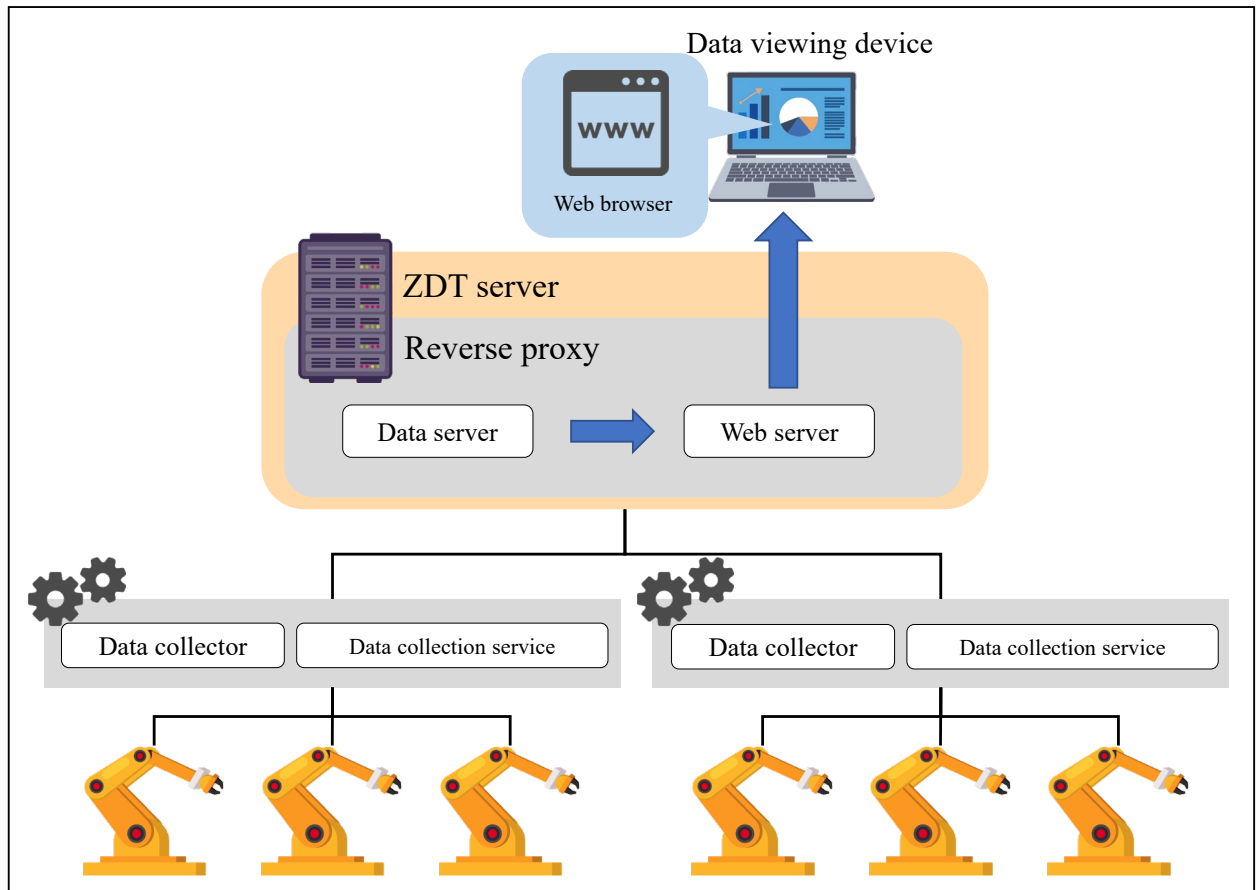 Data viewing device
WWW
Web browser
ZDT server
Reverse proxy
Data server
Web server
Data collector
Data collection service
Data collector
Data collection service